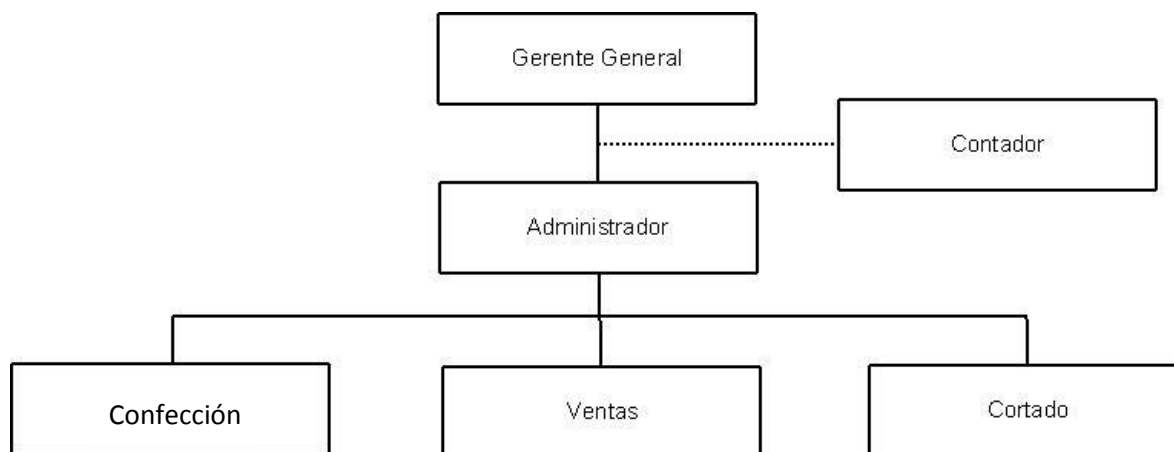 Gerente General
Contador
Administrador
Confección
Ventas
Cortado